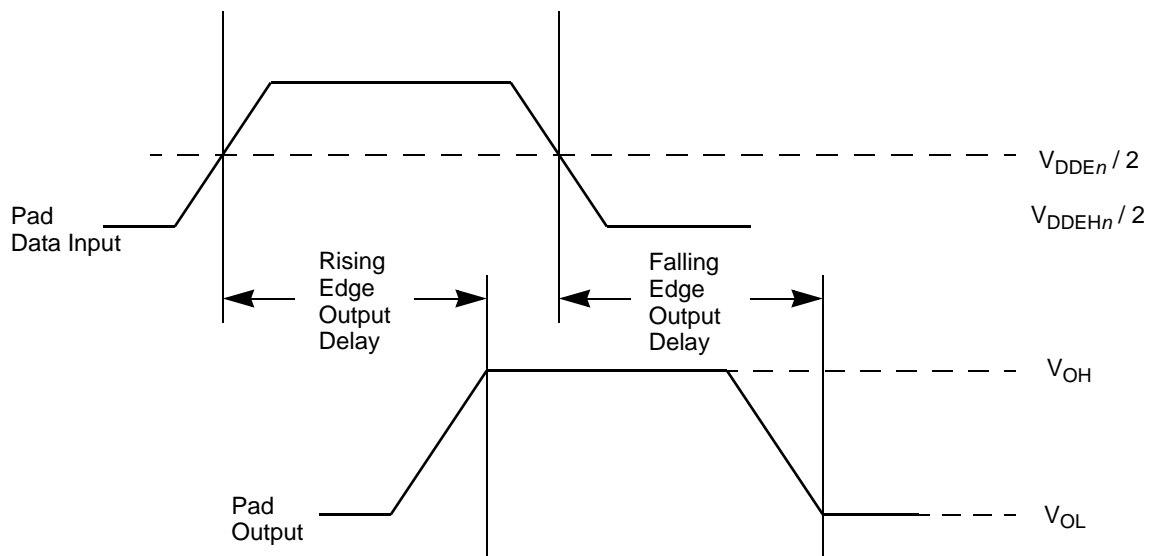 V_DDEn / 2
Pad
Data Input
V_DDEHn / 2
Rising
Edge
Output
Delay
Falling
Edge
Output
Delay
V_OH
Pad
Output
V_OL